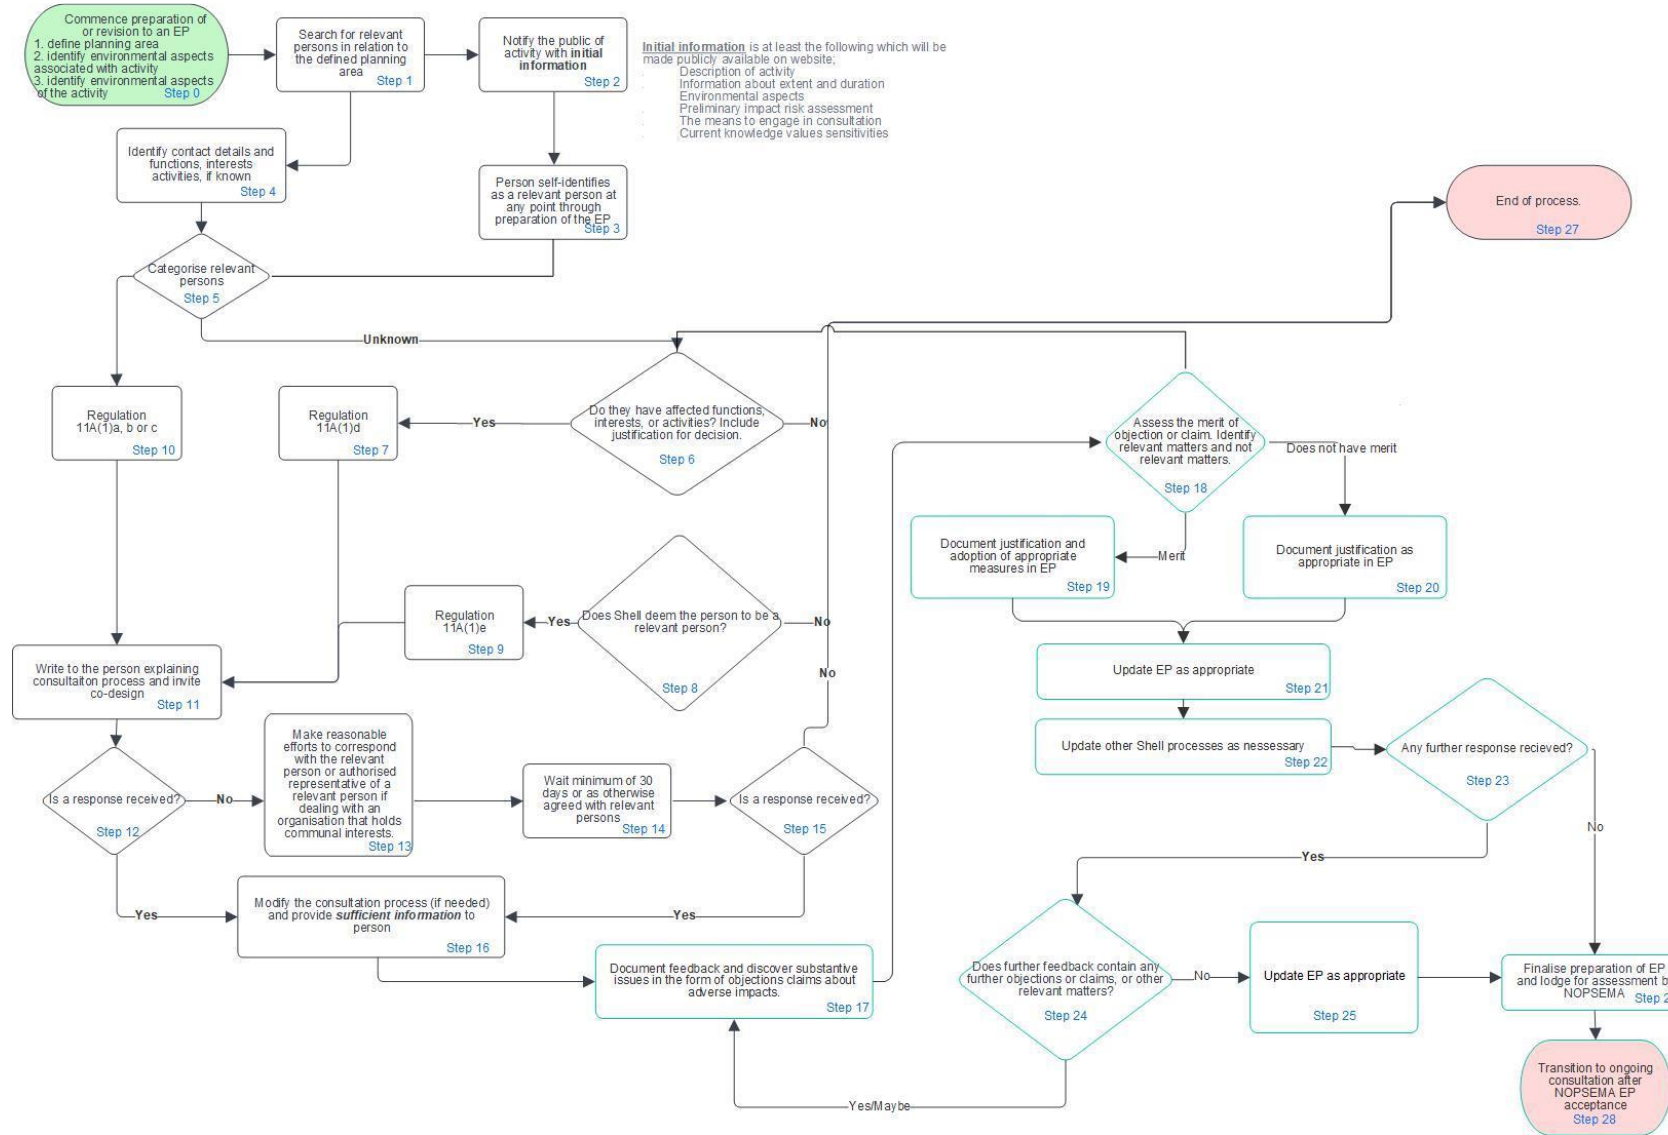 Commence preparation of
or revision to an EP
1. define planning area
2. identify environmental aspects
associated with activity
3. identify environmental aspects
of the activity
Step 0
Search for relevant
persons in relation to
the defined planning
area
Step 1
Notify the public of
activity with initial
information
Step 2
Initial information is at least the following which will be
made publicly available on website;
Description of activity
Information about extent and duration
Environmental aspects
Preliminary impact risk assessment
The means to engage in consultation
Current knowledge values sensitivities
Identify contact details and
functions, interests
activities, if known
Step 4
Person self-identifies
as a relevant person at
any point through
preparation of the EP
Step 3
End of process.
Step 27
Categorise relevant
persons
Step 5
Unknown
Regulation
11A(1)a, b or c
Step 10
Regulation
11A(1)d
Step 7
Yes
Do they have affected functions,
interests, or activities? Include
justification for decision.
Step 6
No
Assess the merit of
objection or claim. Identify
relevant matters and not
relevant matters.
Step 18
Does not have merit
Document justification and
adoption of appropriate
measures in EP
Step 19
Merit
Document justification as
appropriate in EP
Step 20
Regulation
11A(1)e
Step 9
Yes
Does Shell deem the person to be a
relevant person?
Step 8
No
No
Write to the person explaining
consultaiton process and invite
co-design
Step 11
Update EP as appropriate
Step 21
Update other Shell processes as nessessary
Step 22
Any further response recieved?
Step 23
Is a response received?
Step 12
No
Make reasonable
efforts to correspond
with the relevant
person or authorised
representative of a
relevant person if
dealing with an
organisation that holds
communal interests.
Step 13
Wait minimum of 30
days or as otherwise
agreed with relevant
persons
Step 14
Is a response received?
Step 15
No
Yes
Yes
Modify the consultation process (if needed)
and provide sufficient information to
person
Step 16
Yes
Document feedback and discover substantive
issues in the form of objections claims about
adverse impacts.
Step 17
Does further feedback contain any
further objections or claims, or other
relevant matters?
Step 24
No
Update EP as appropriate
Step 25
Finalise preparation of EP
and lodge for assessment b
NOPSEMA
Step 2
Yes/Maybe
Transition to ongoing
consultation after
NOPSEMA EP
acceptance
Step 28